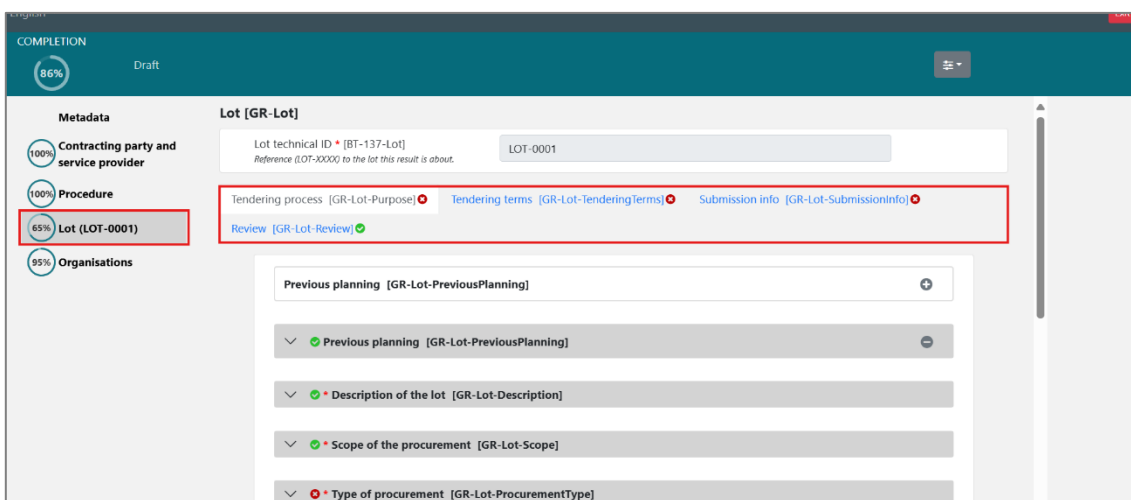 English
COMPLETION
86%
Draft
Metadata
100%
Contracting party and
service provider
100%
Procedure
65%
Lot (LOT-0001)
95%
Organisations
Lot [GR-Lot]
Lot technical ID * [BT-137-Lot]
Reference (LOT-XXXX) to the lot this result is about.
LOT-0001
Tendering process [GR-Lot-Purpose]
Tendering terms [GR-Lot-TenderingTerms]
Submission info [GR-Lot-SubmissionInfo]
Review [GR-Lot-Review]
Previous planning [GR-Lot-PreviousPlanning]
Previous planning [GR-Lot-PreviousPlanning]
* Description of the lot [GR-Lot-Description]
* Scope of the procurement [GR-Lot-Scope]
* Type of procurement [GR-Lot-ProcurementType]